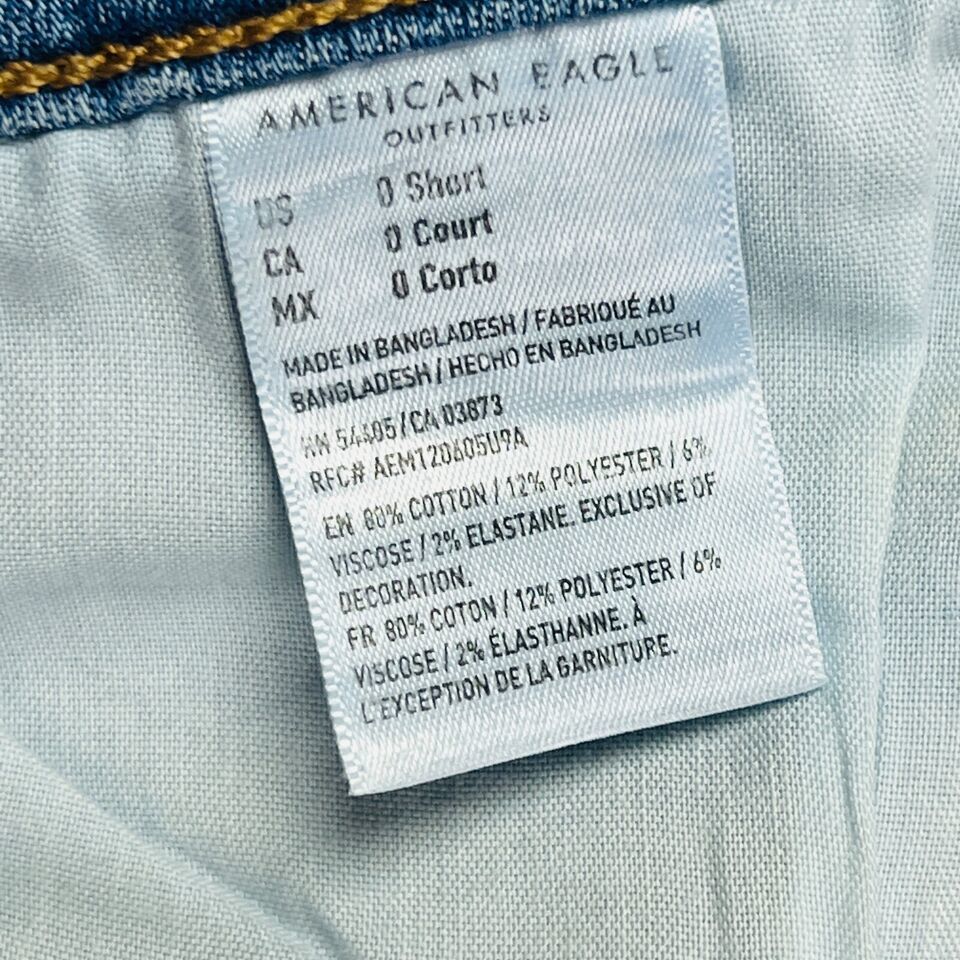 AMERICAN EAGLE
OUTFITTERS
US 0 Short
CA 0 Court
MX 0 Corto
MADE IN BANGLADESH / FABRIQUÉ AU
BANGLADESH / HECHO EN BANGLADESH
54405 / CA 03873
RFC# AEM120605U9A
EN 80% COTTON / 12% POLYESTER / 6%
VISCOSE / 2% ELASTANE. EXCLUSIVE OF
DECORATION.
FR 80% COTON / 12% POLYESTER / 6%
VISCOSE / 2% ÉLASTHANNE. À
L'EXCEPTION DE LA GARNITURE.